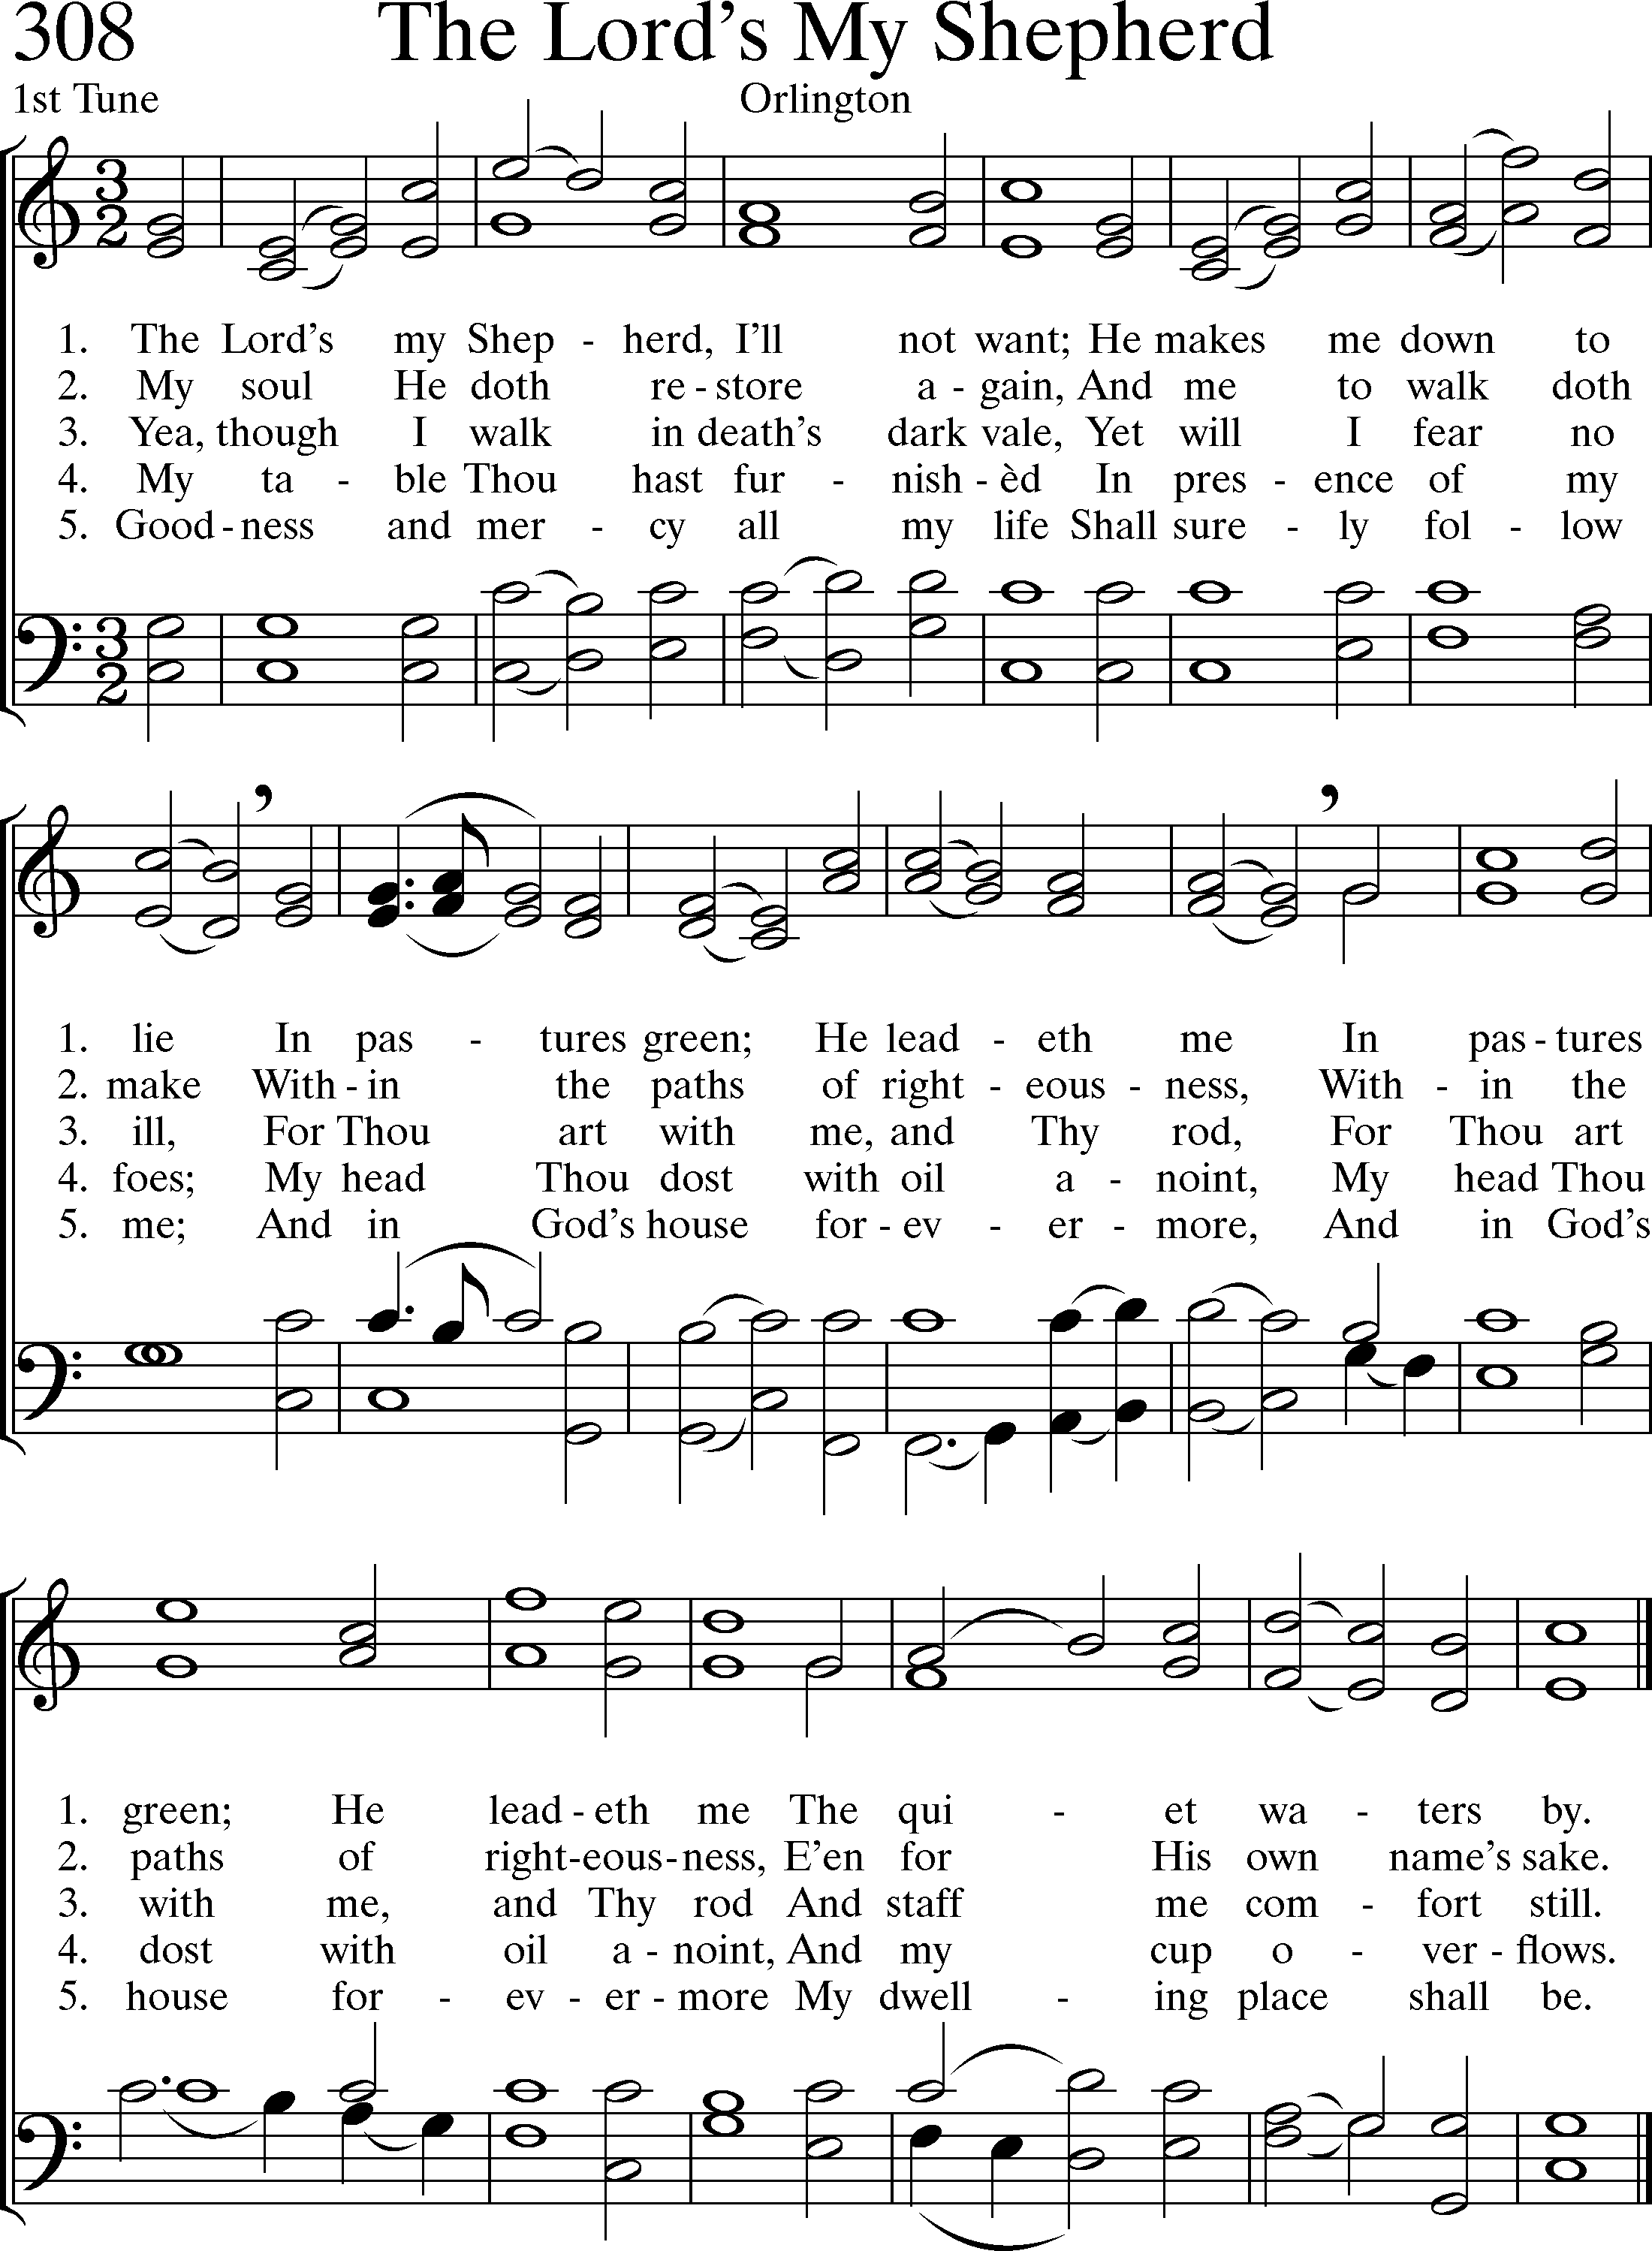 308 The Lord's My Shepherd
1st Tune Orlington
1. The Lord's my Shep - herd, I'll not want; He makes me down to
2. My soul He doth re - store a - gain, And me to walk doth
3. Yea, though I walk in death's dark vale, Yet will I fear no
4. My ta - ble Thou hast fur - nish - èd In pres - ence of my
5. Good - ness and mer - cy all my life Shall sure - ly fol - low
1. lie In pas - tures green; He lead - eth me In pas - tures
2. make With - in the paths of right - eous - ness, With - in the
3. ill, For Thou art with me, and Thy rod, For Thou art
4. foes; My head Thou dost with oil a - noint, My head Thou
5. me; And in God's house for - ev - er - more, And in God's
1. green; He lead - eth me The qui - et wa - ters by.
2. paths of right - eous - ness, E'en for His own name's sake.
3. with me, and Thy rod And staff me com - fort still.
4. dost with oil a - noint, And my cup o - ver - flows.
5. house for - ev - er - more My dwell - ing place shall be.